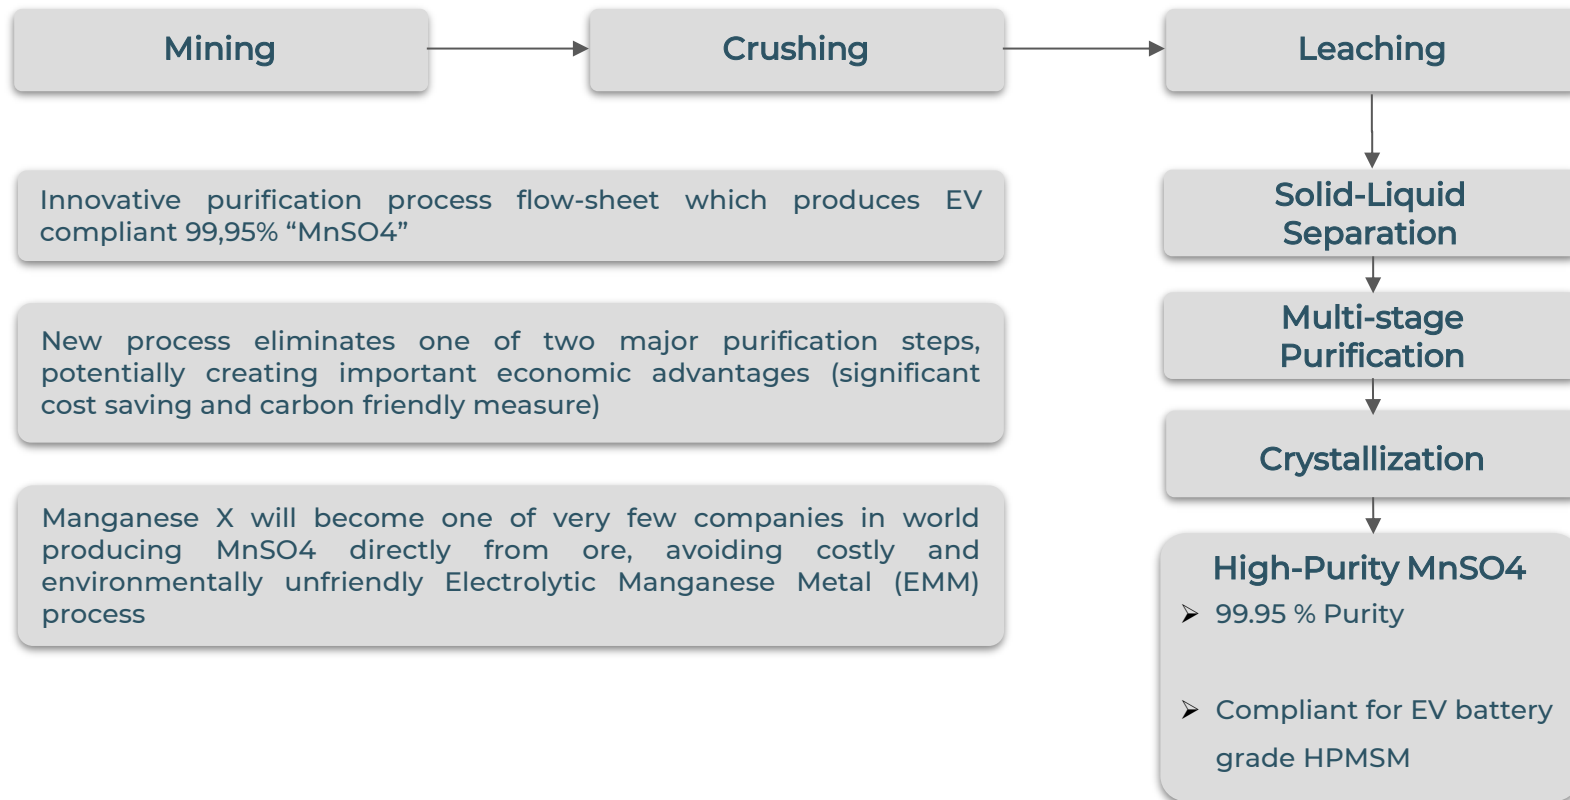 Mining
Crushing
Leaching
Innovative purification process flow-sheet which produces EV
compliant 99,95% “MnSO4”
New process eliminates one of two major purification steps,
potentially creating important economic advantages (significant
cost saving and carbon friendly measure)
Manganese X will become one of very few companies in world
producing MnSO4 directly from ore, avoiding costly and
environmentally unfriendly Electrolytic Manganese Metal (EMM)
process
Solid-Liquid
Separation
Multi-stage
Purification
Crystallization
High-Purity MnSO4
➢ 99.95 % Purity
➢ Compliant for EV battery
grade HPMSM